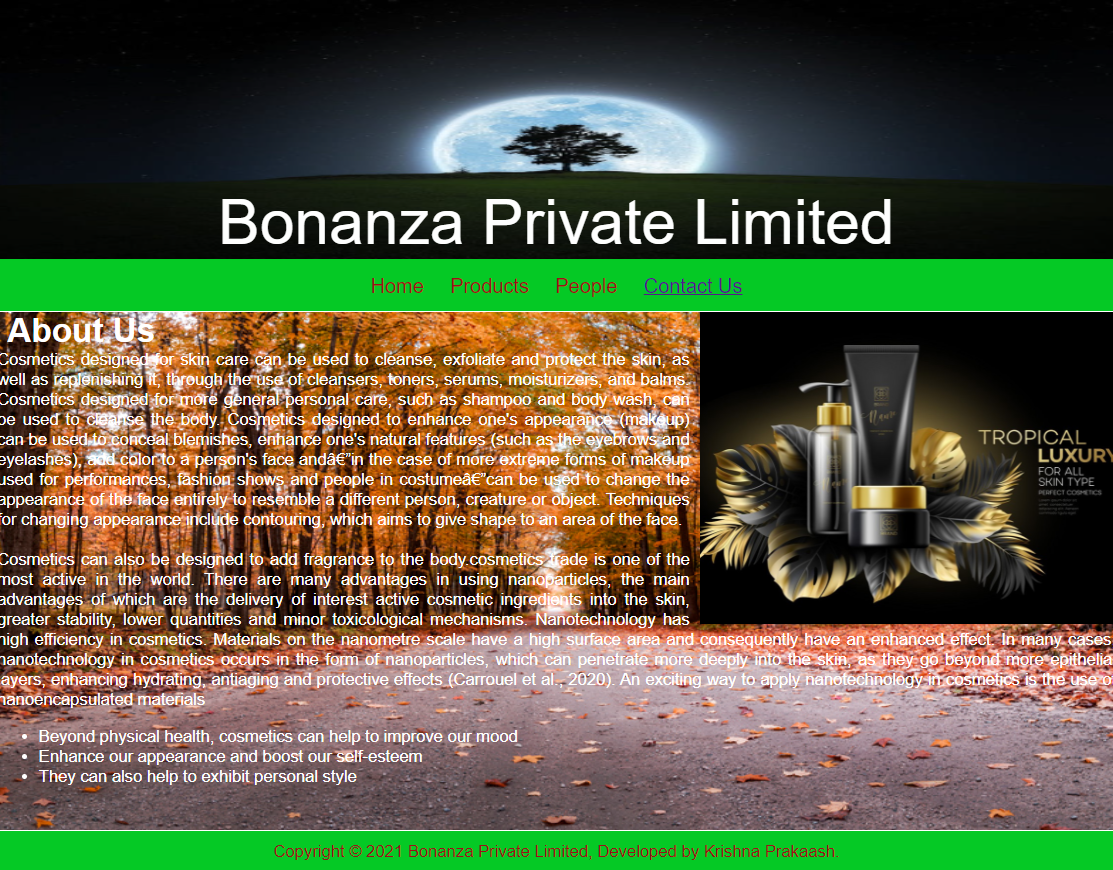 Bonanza Private Limited
Home Products People Contact Us
About Us
Cosmetics designed for skin care can be used to cleanse, exfoliate and protect the skin, as
well as replenishing it, through the use of cleansers, toners, serums, moisturizers, and balms.
Cosmetics designed for more general personal care, such as shampoo and body wash, can
be used to cleanse the body. Cosmetics designed to enhance one's appearance (makeup)
can be used to conceal blemishes, enhance one's natural features (such as the eyebrows and
eyelashes), add color to a person's face andâ€"in the case of more extreme forms of makeup
used for performances, fashion shows and people in costumeâ€"can be used to change the
appearance of the face entirely to resemble a different person, creature or object. Techniques
for changing appearance include contouring, which aims to give shape to an area of the face.
Cosmetics can also be designed to add fragrance to the body.cosmetics trade is one of the
most active in the world. There are many advantages in using nanoparticles, the main
advantages of which are the delivery of interest active cosmetic ingredients into the skin,
greater stability, lower quantities and minor toxicological mechanisms. Nanotechnology has
high efficiency in cosmetics. Materials on the nanometre scale have a high surface area and consequently have an enhanced effect. In many cases
nanotechnology in cosmetics occurs in the form of nanoparticles, which can penetrate more deeply into the skin, as they go beyond more epithelia
layers, enhancing hydrating, antiaging and protective effects (Carrouel et al., 2020). An exciting way to apply nanotechnology in cosmetics is the use o
nanoencapsulated materials
TROPICAL
LUXURY
FOR ALL
SKIN TYPE
PERFECT COSMETICS
• Beyond physical health, cosmetics can help to improve our mood
• Enhance our appearance and boost our self-esteem
• They can also help to exhibit personal style
Copyright © 2021 Bonanza Private Limited, Developed by Krishna Prakaash.